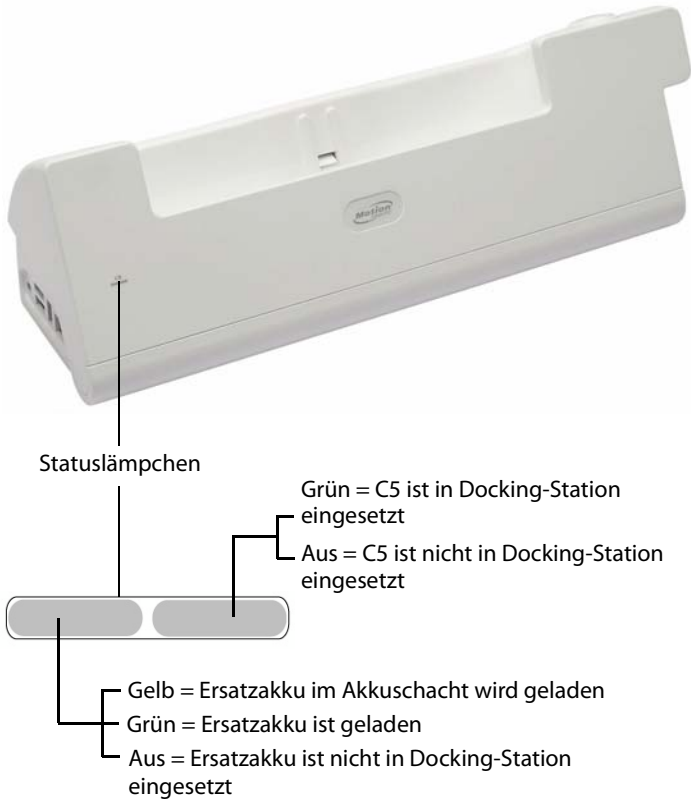 Motion
Statuslämpchen
Grün = C5 ist in Docking-Station
eingesetzt
Aus = C5 ist nicht in Docking-Station
eingesetzt
Gelb = Ersatzakku im Akkuschacht wird geladen
Grün = Ersatzakku ist geladen
Aus = Ersatzakku ist nicht in Docking-Station
eingesetzt